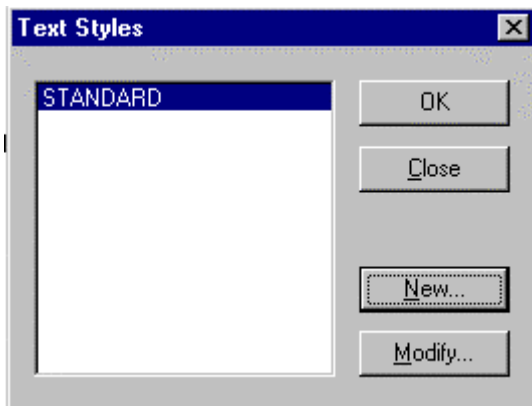 Text Styles
STANDARD
OK
Close
New...
Modify...